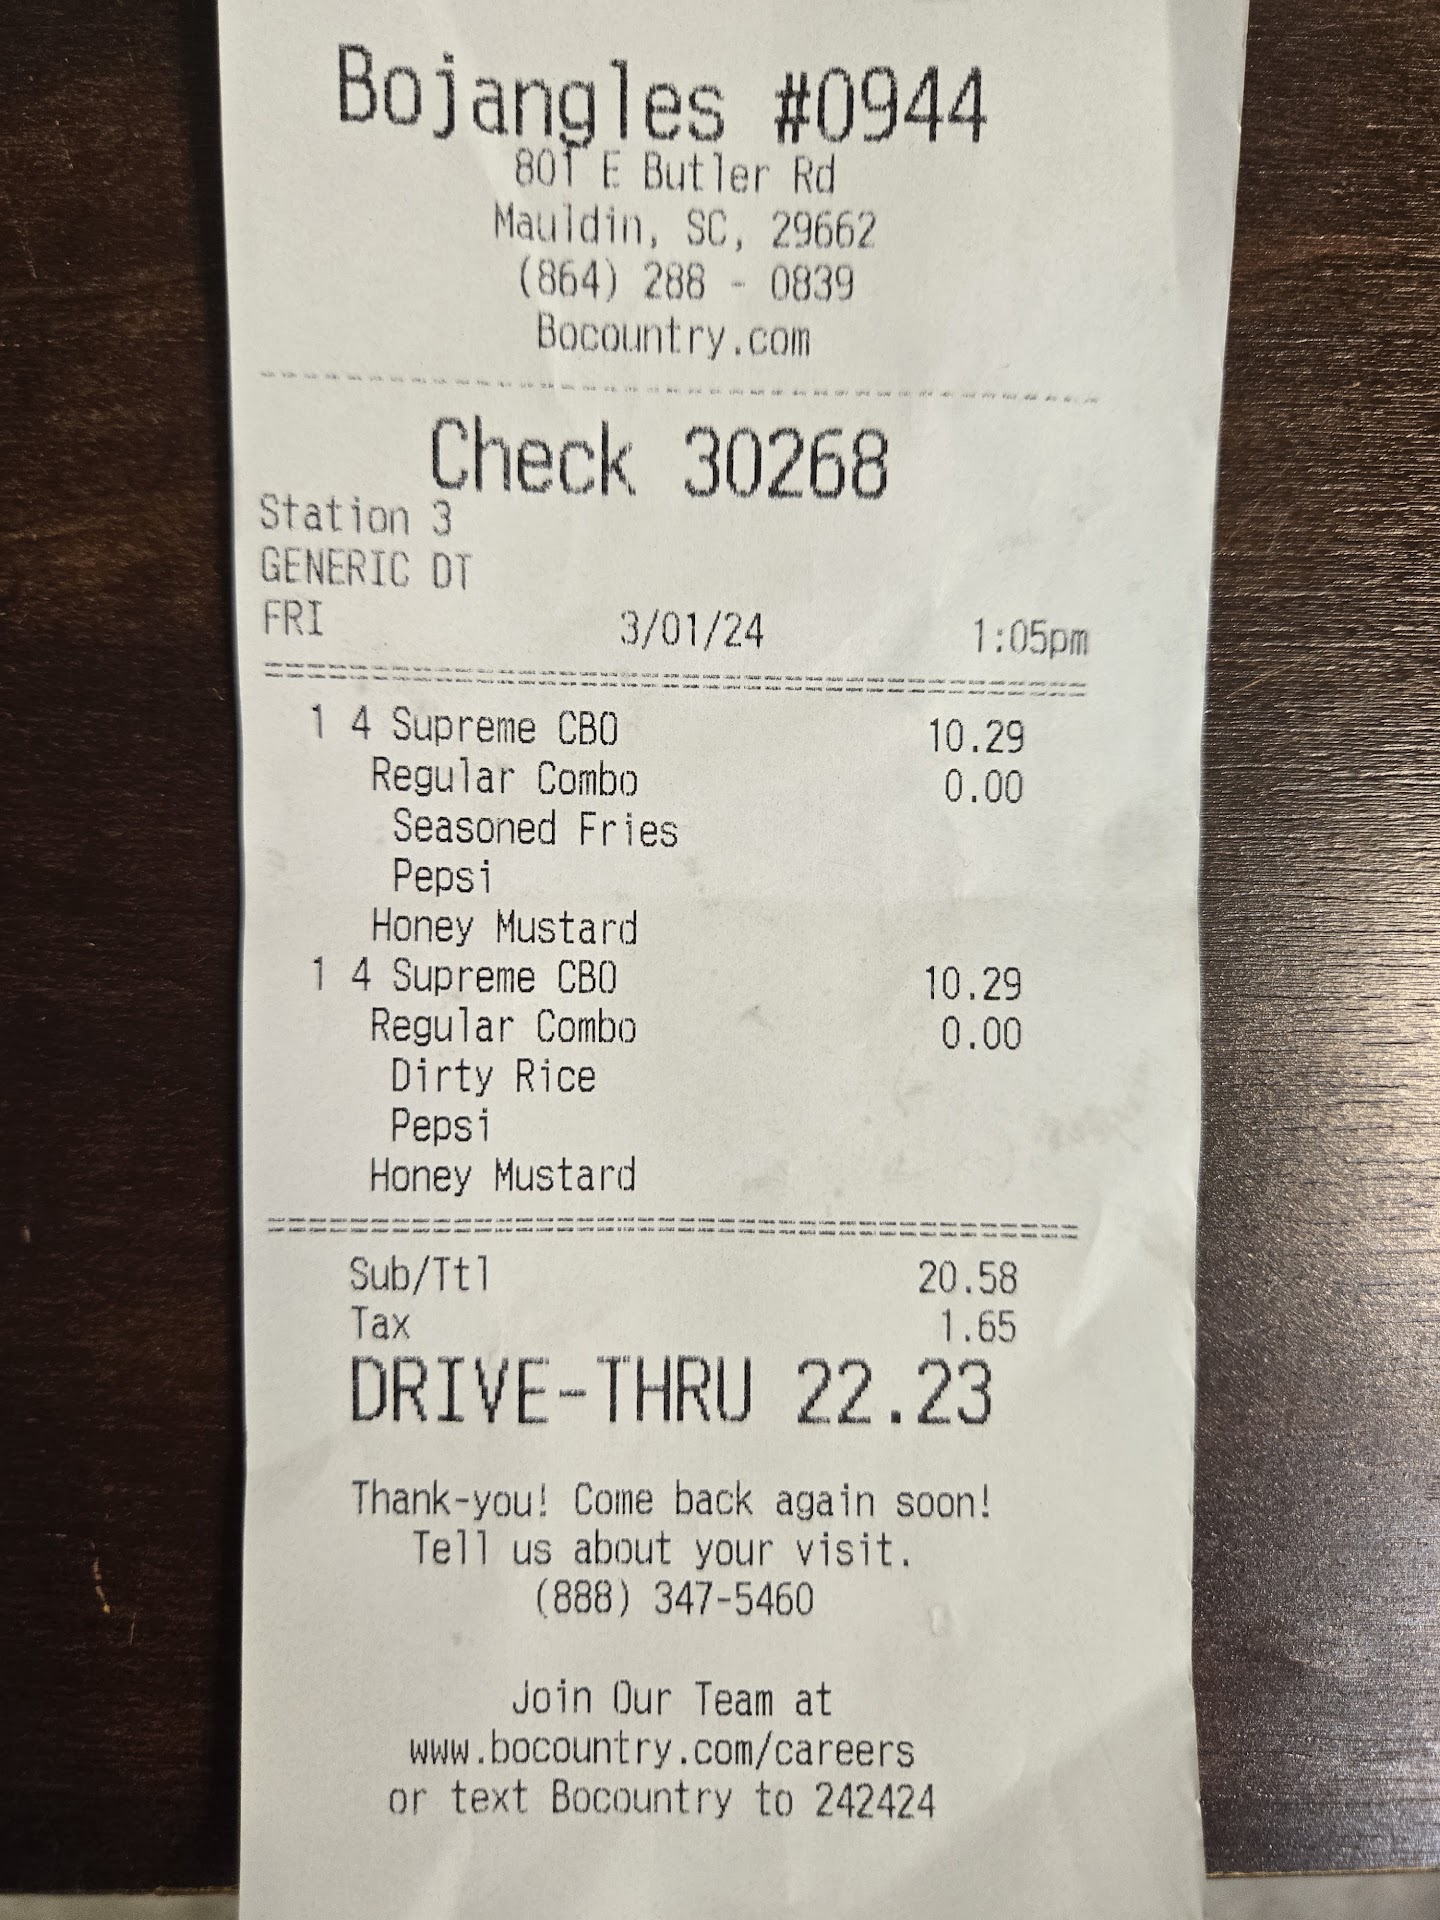 Bojangles #0944
801 E Butler Rd
Mauldin, SC, 29662
(864) 288 - 0839
Bocountry.com
Check 30268
Station 3
GENERIC DT
FRI 3/01/24 1:05pm
1 4 Supreme CBO 10.29
Regular Combo 0.00
Seasoned Fries
Pepsi
Honey Mustard
1 4 Supreme CBO 10.29
Regular Combo 0.00
Dirty Rice
Pepsi
Honey Mustard
Sub/Ttl 20.58
Tax 1.65
DRIVE-THRU 22.23
Thank-you! Come back again soon!
Tell us about your visit.
(888) 347-5460
Join Our Team at
www.bocountry.com/careers
or text Bocountry to 242424